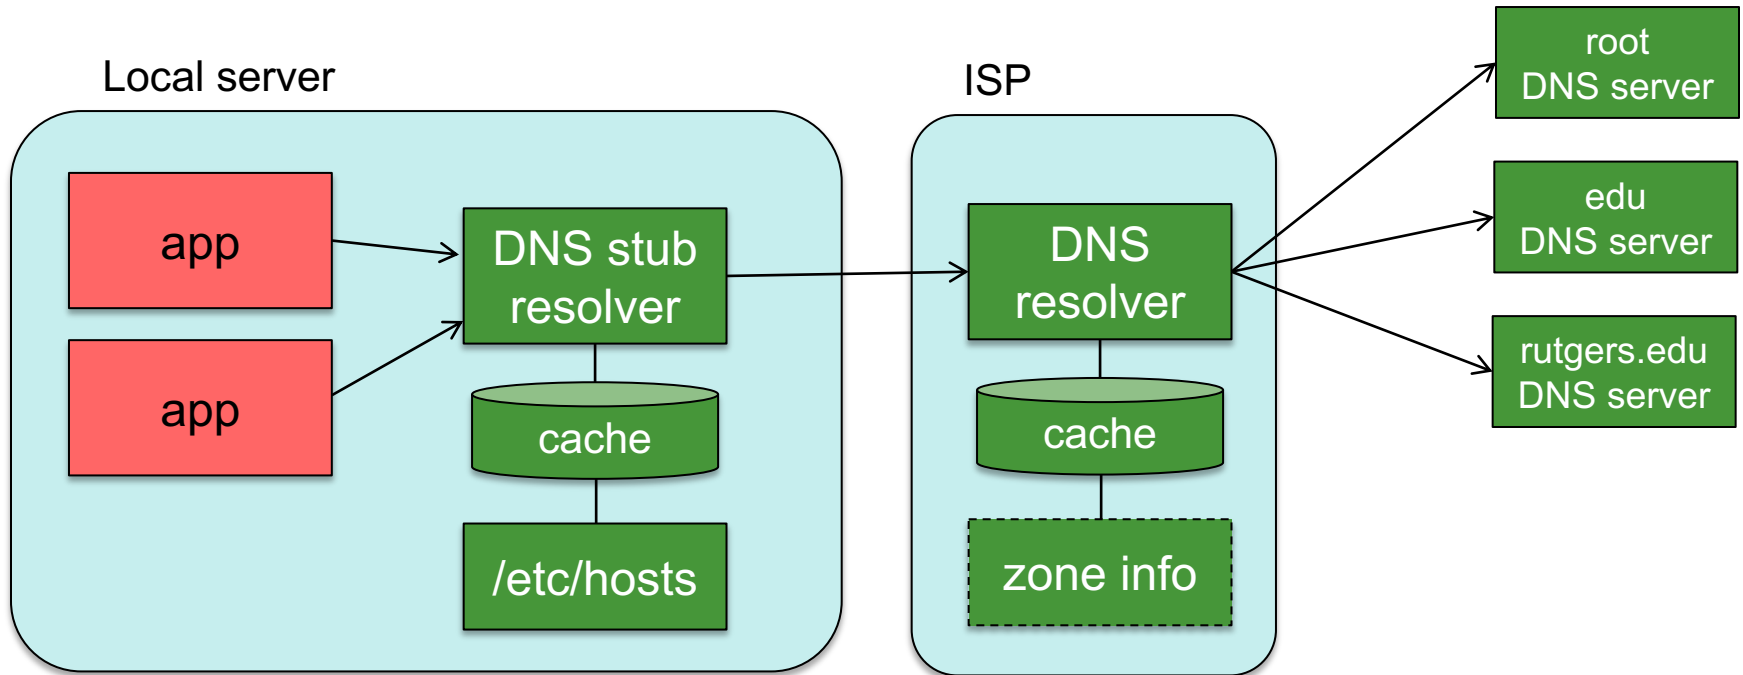 Local server
app
app
DNS stub
resolver
cache
/etc/hosts
ISP
DNS
resolver
cache
zone info
root
DNS server
edu
DNS server
rutgers.edu
DNS server